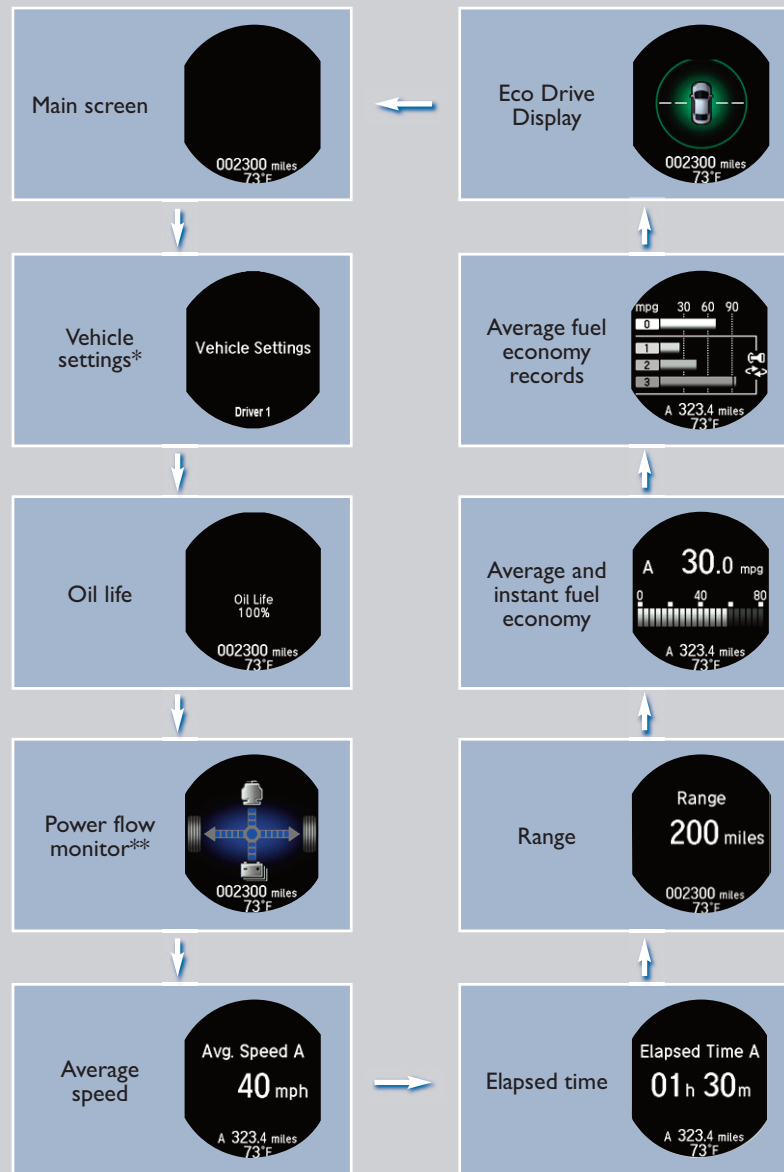 Main screen
002300 miles
73°F
Eco Drive
Display
002300 miles
73°F
Vehicle
settings*
Vehicle Settings
Driver 1
Average fuel
economy
records
mpg 30 60 90
0
1
2
3
A 323.4 miles
73°F
Oil life
Oil Life
100%
002300 miles
73°F
Average and
instant fuel
economy
A 30.0 mpg
0 40 80
A 323.4 miles
73°F
Power flow
monitor**
002300 miles
73°F
Range
Range
200 miles
002300 miles
73°F
Average
speed
Avg. Speed A
40 mph
A 323.4 miles
73°F
Elapsed time
Elapsed Time A
01h 30m
A 323.4 miles
73°F